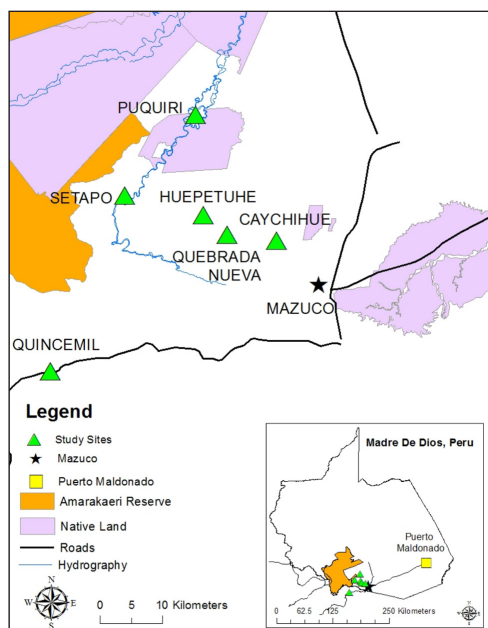 PUQUIRI
SETAPO
HUEPETUHE
CAYCHIHUE
QUEBRADA
NUEVA
MAZUCO
QUINCEMIL
Legend
Study Sites
Mazuco
Puerto Maldonado
Amarakaeri Reserve
Native Land
Roads
Hydrography
N
W E
S
0 5 10 Kilometers
Madre De Dios, Peru
Puerto
Maldonado
N
W E
S
0 62.5 125 250 Kilometers